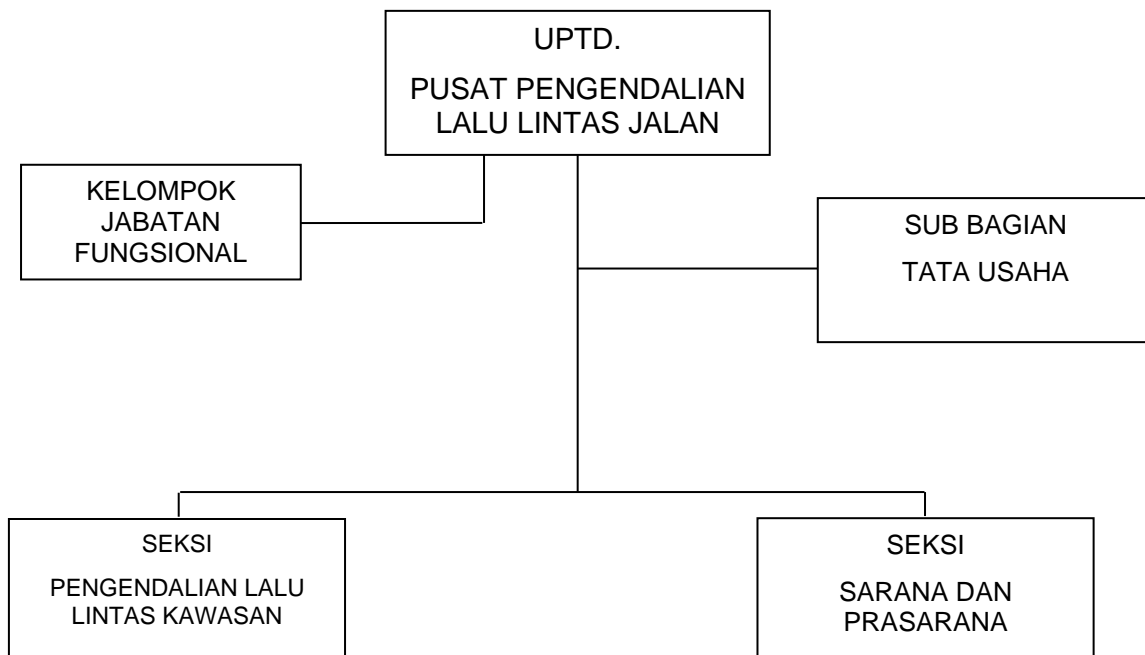 UPTD.
PUSAT PENGENDALIAN
LALU LINTAS JALAN
KELOMPOK
JABATAN
FUNGSIONAL
SUB BAGIAN
TATA USAHA
SEKSI
PENGENDALIAN LALU
LINTAS KAWASAN
SEKSI
SARANA DAN
PRASARANA